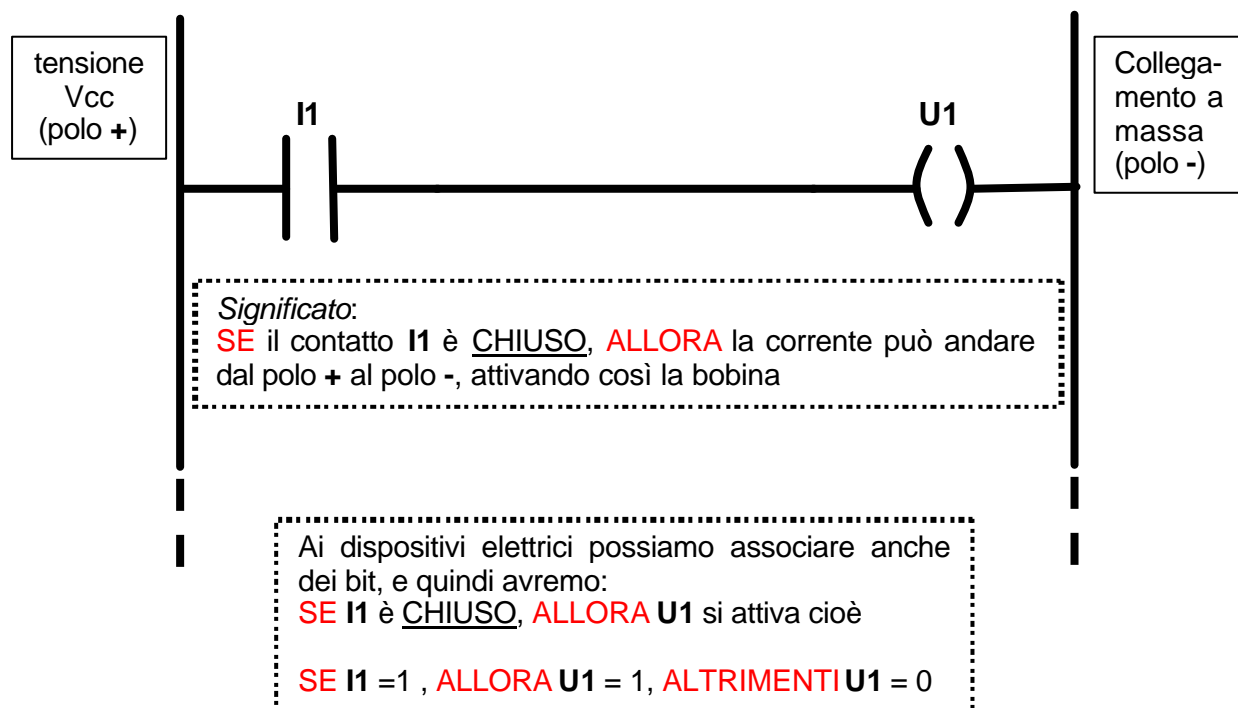 tensione
Vcc
(polo +)
Collega-
mento a
massa
(polo -)
I1
U1
Significato:
SE il contatto I1 è CHIUSO, ALLORA la corrente può andare
dal polo + al polo -, attivando così la bobina
Ai dispositivi elettrici possiamo associare anche
dei bit, e quindi avremo:
SE I1 è CHIUSO, ALLORA U1 si attiva cioè
SE I1 =1 , ALLORA U1 = 1, ALTRIMENTI U1 = 0